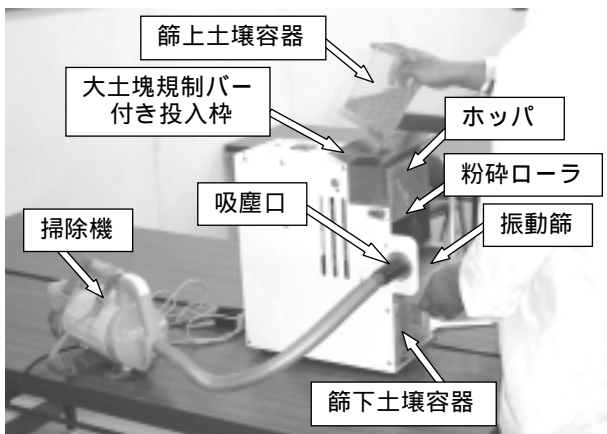 篩上土壌容器
大土塊規制バー
付き投入枠
ホッパ
粉砕ローラ
吸塵口
振動篩
掃除機
篩下土壌容器